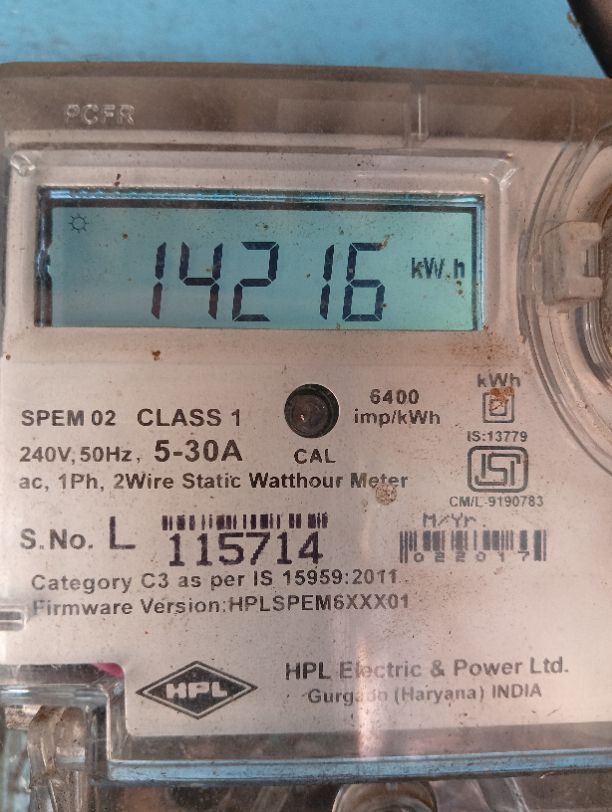 PCFR
14216 kW.h
SPEM 02 CLASS 1
6400
imp/kWh
kWh
240V, 50Hz, 5-30A
CAL
IS:13779
ac, 1Ph, 2Wire Static Watthour Meter
ISI
CM/L-9190783
S.No. L 115714
M/Yr.
022017
Category C3 as per IS 15959:2011
Firmware Version:HPLSPEM6XXX01
HPL
HPL Electric & Power Ltd.
Gurgaon (Haryana) INDIA